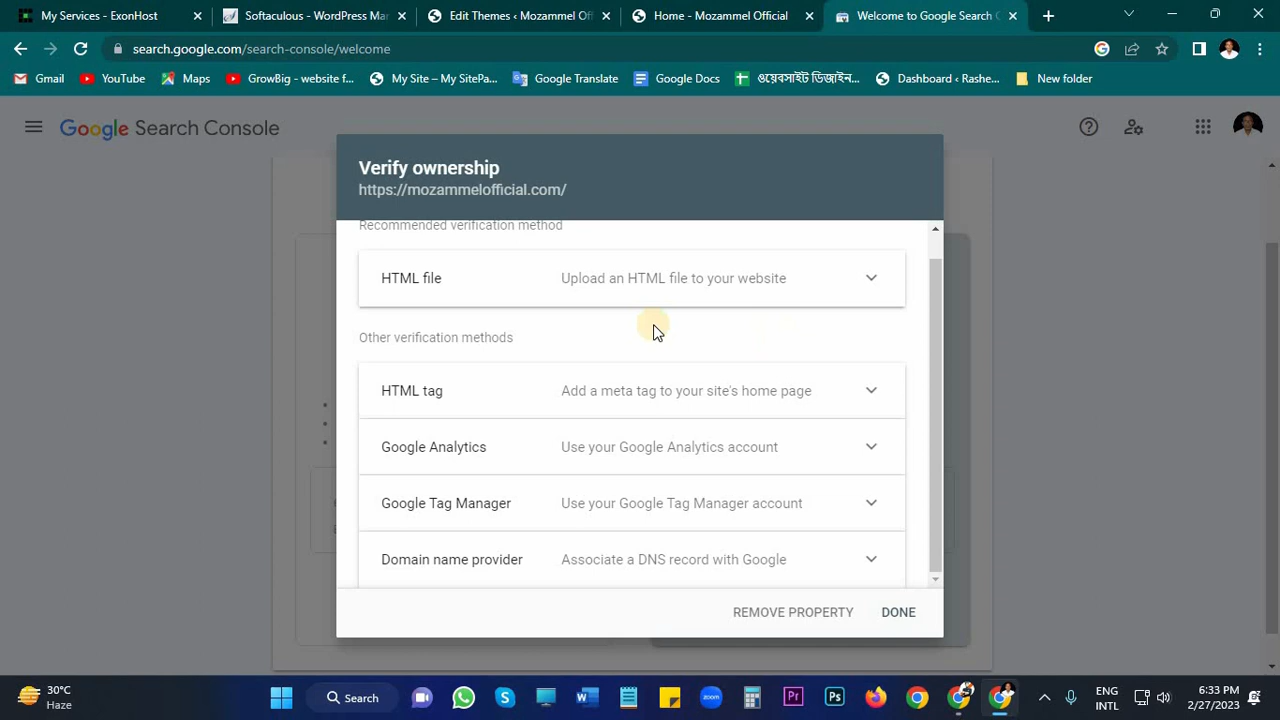 My Services - ExonHost
Softaculous - WordPress Mar
Edit Themes ‹ Mozammel Official
Home - Mozammel Official
Welcome to Google Search C
search.google.com/search-console/welcome
Gmail
YouTube
Maps
GrowBig - website f...
My Site – My SitePa...
Google Translate
Google Docs
ওয়েবসাইট ডিজাইন...
Dashboard ‹ Rashe...
New folder
Google Search Console
Verify ownership
https://mozammelofficial.com/
Recommended verification method
HTML file
Upload an HTML file to your website
Other verification methods
HTML tag
Add a meta tag to your site's home page
Google Analytics
Use your Google Analytics account
Google Tag Manager
Use your Google Tag Manager account
Domain name provider
Associate a DNS record with Google
REMOVE PROPERTY
DONE
30°C
Haze
Search
W
S
zoom
Pr
Ps
ENG
INTL
6:33 PM
2/27/2023